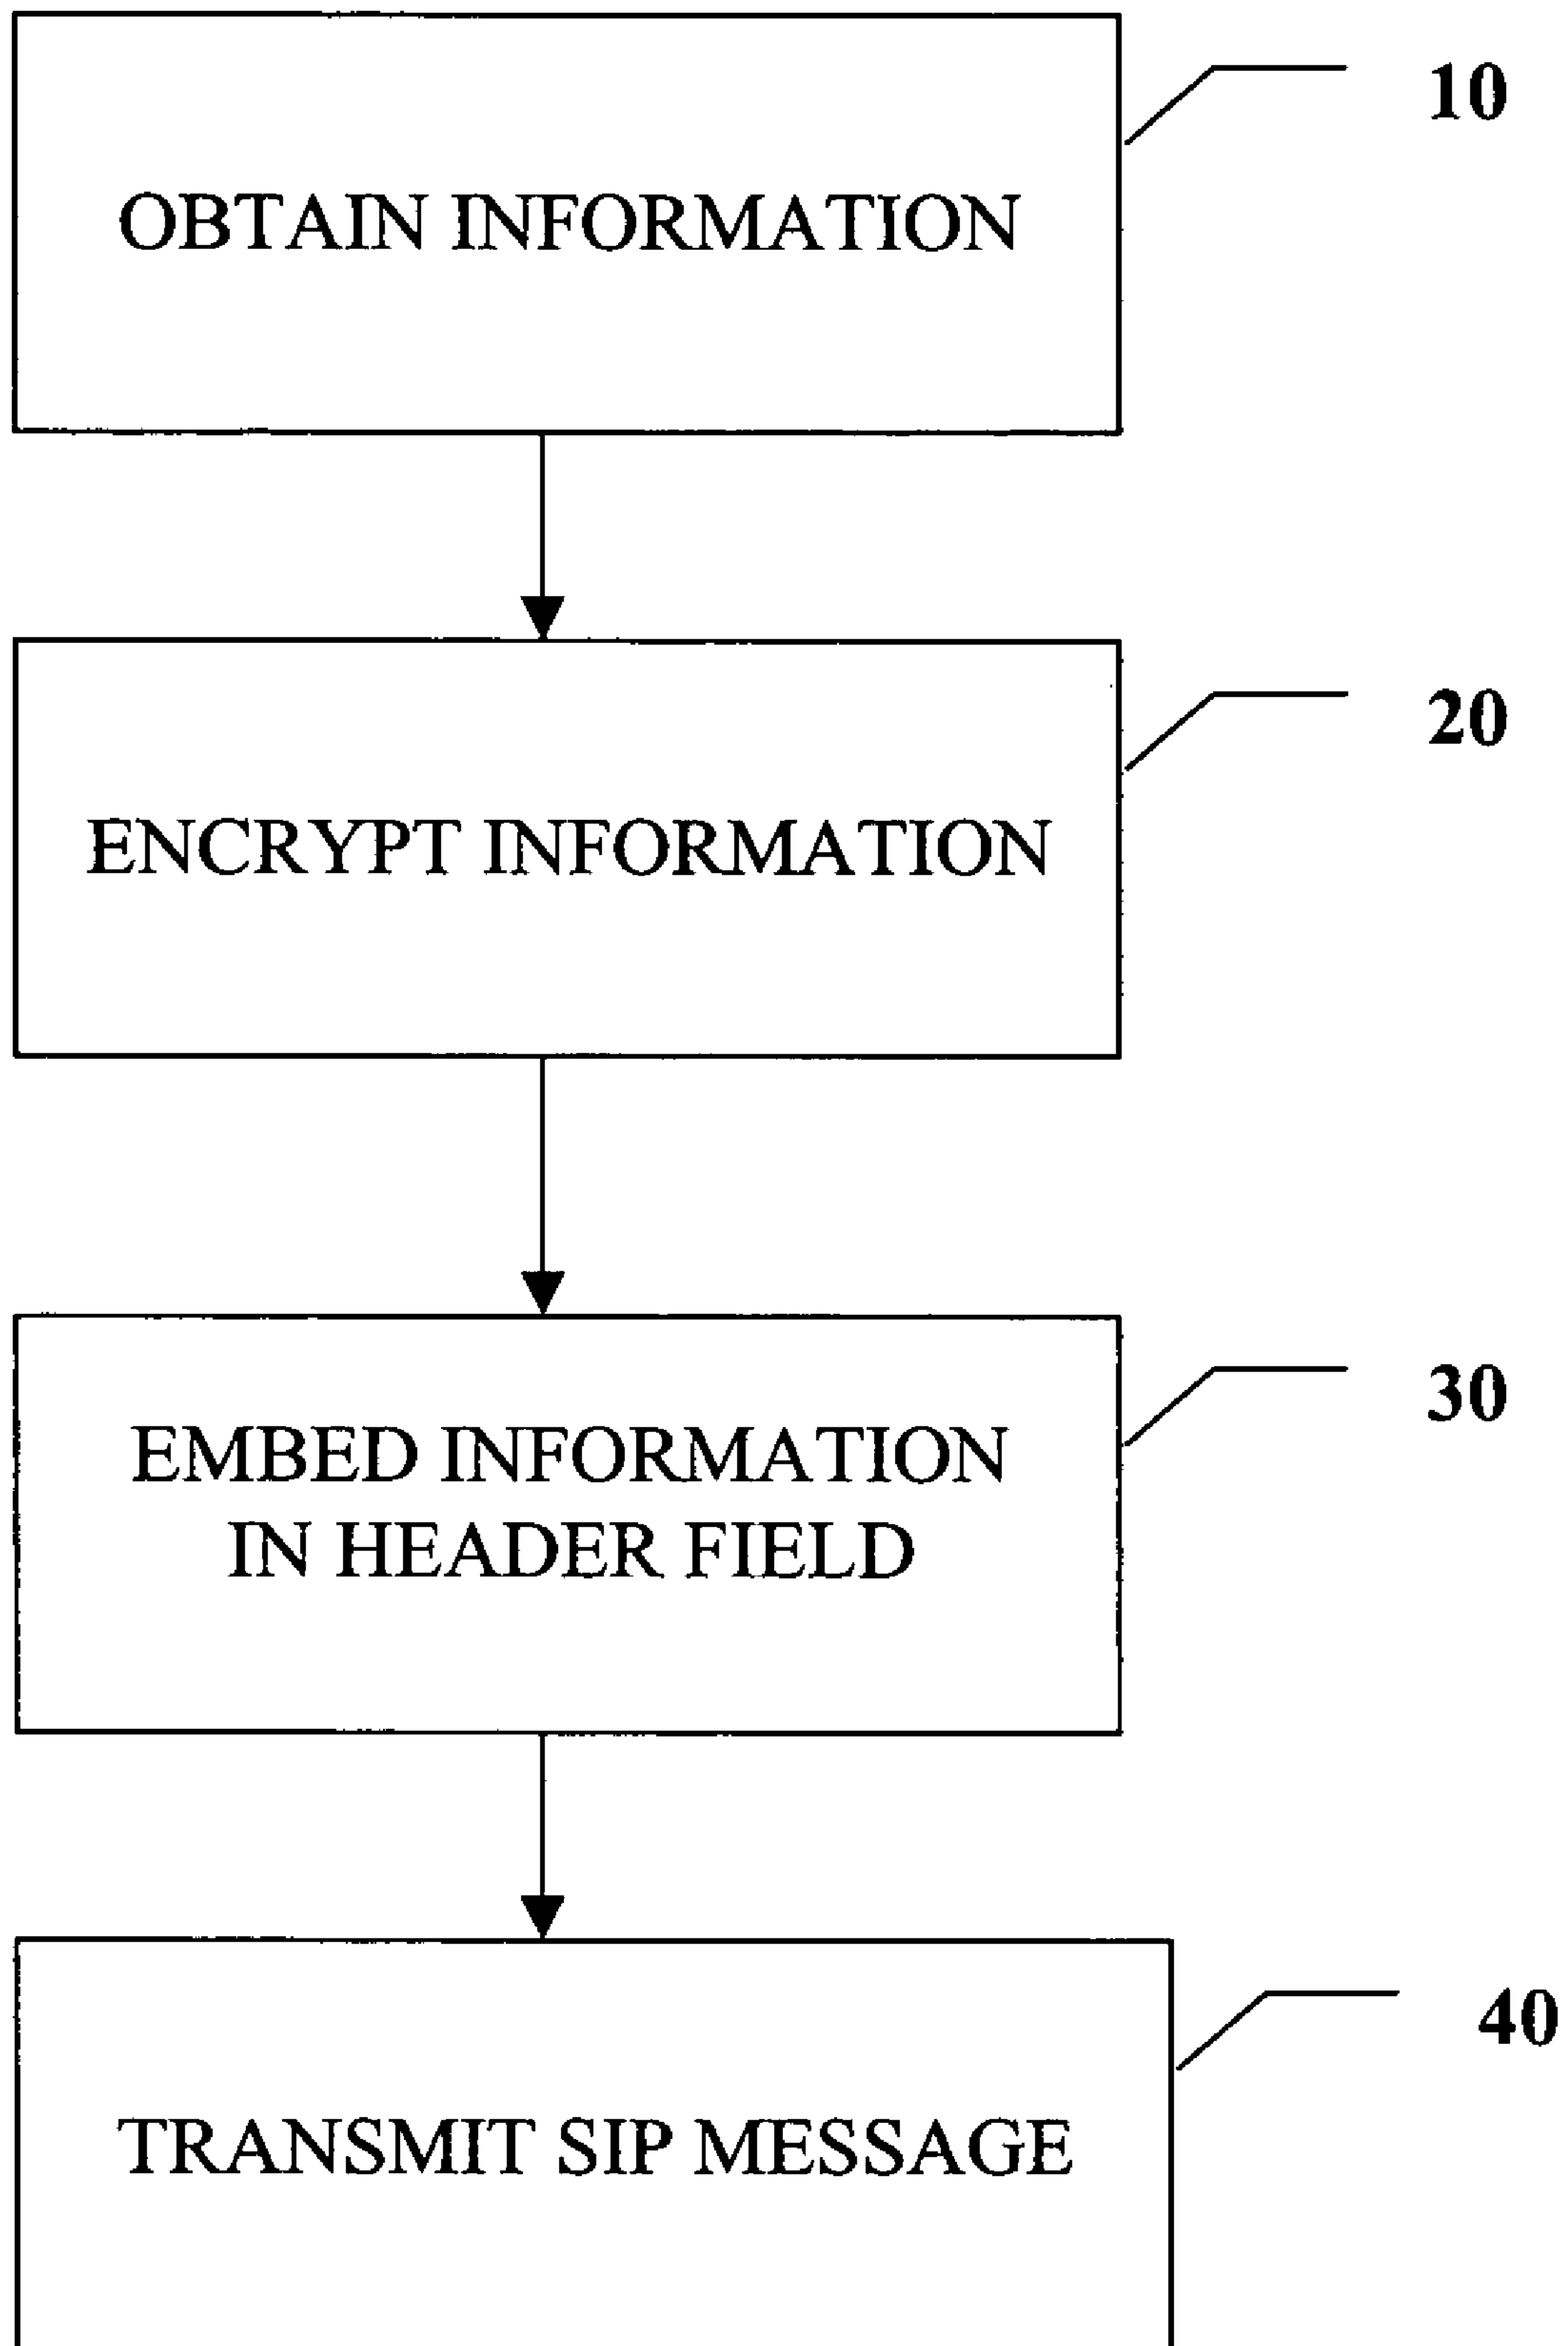 10
OBTAIN INFORMATION
20
ENCRYPT INFORMATION
30
EMBED INFORMATION
IN HEADER FIELD
40
TRANSMIT SIP MESSAGE